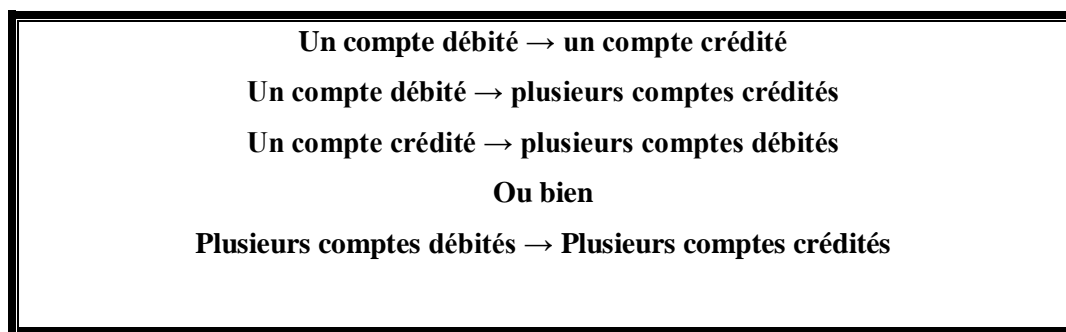 Un compte débité → un compte crédité
Un compte débité → plusieurs comptes crédités
Un compte crédité → plusieurs comptes débités
Ou bien
Plusieurs comptes débités → Plusieurs comptes crédités